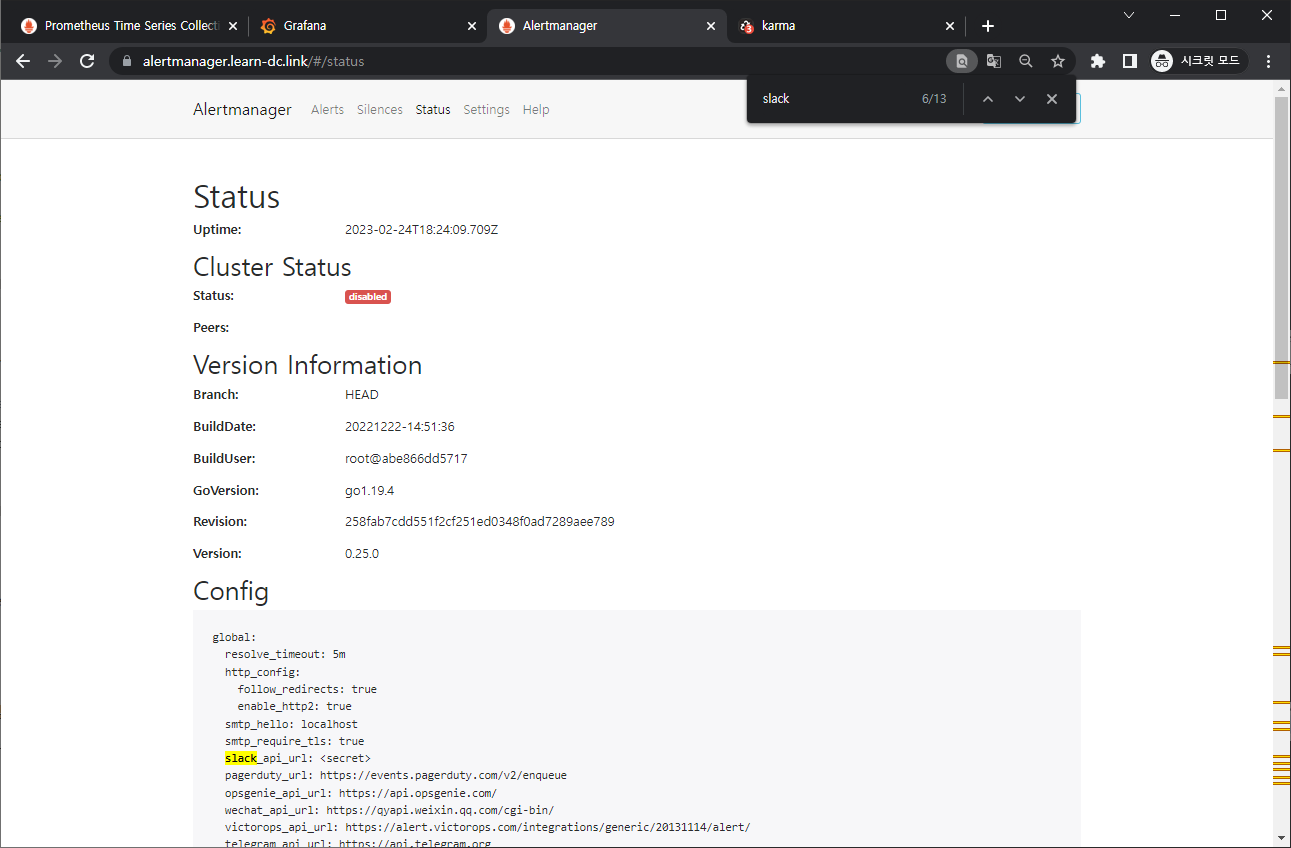 Prometheus Time Series Collecti
Grafana
Alertmanager
karma
alertmanager.learn-dc.link/#/status
시크릿 모드
slack 6/13
Alertmanager Alerts Silences Status Settings Help
Status
Uptime: 2023-02-24T18:24:09.709Z
Cluster Status
Status: disabled
Peers:
Version Information
Branch: HEAD
BuildDate: 20221222-14:51:36
BuildUser: root@abe866dd5717
GoVersion: go1.19.4
Revision: 258fab7cdd551f2cf251ed0348f0ad7289aee789
Version: 0.25.0
Config
global:
resolve_timeout: 5m
http_config:
follow_redirects: true
enable_http2: true
smtp_hello: localhost
smtp_require_tls: true
slack_api_url: <secret>
pagerduty_url: https://events.pagerduty.com/v2/enqueue
opsgenie_api_url: https://api.opsgenie.com/
wechat_api_url: https://qyapi.weixin.qq.com/cgi-bin/
victorops_api_url: https://alert.victorops.com/integrations/generic/20131114/alert/
telegram_api_url: https://api.telegram.org